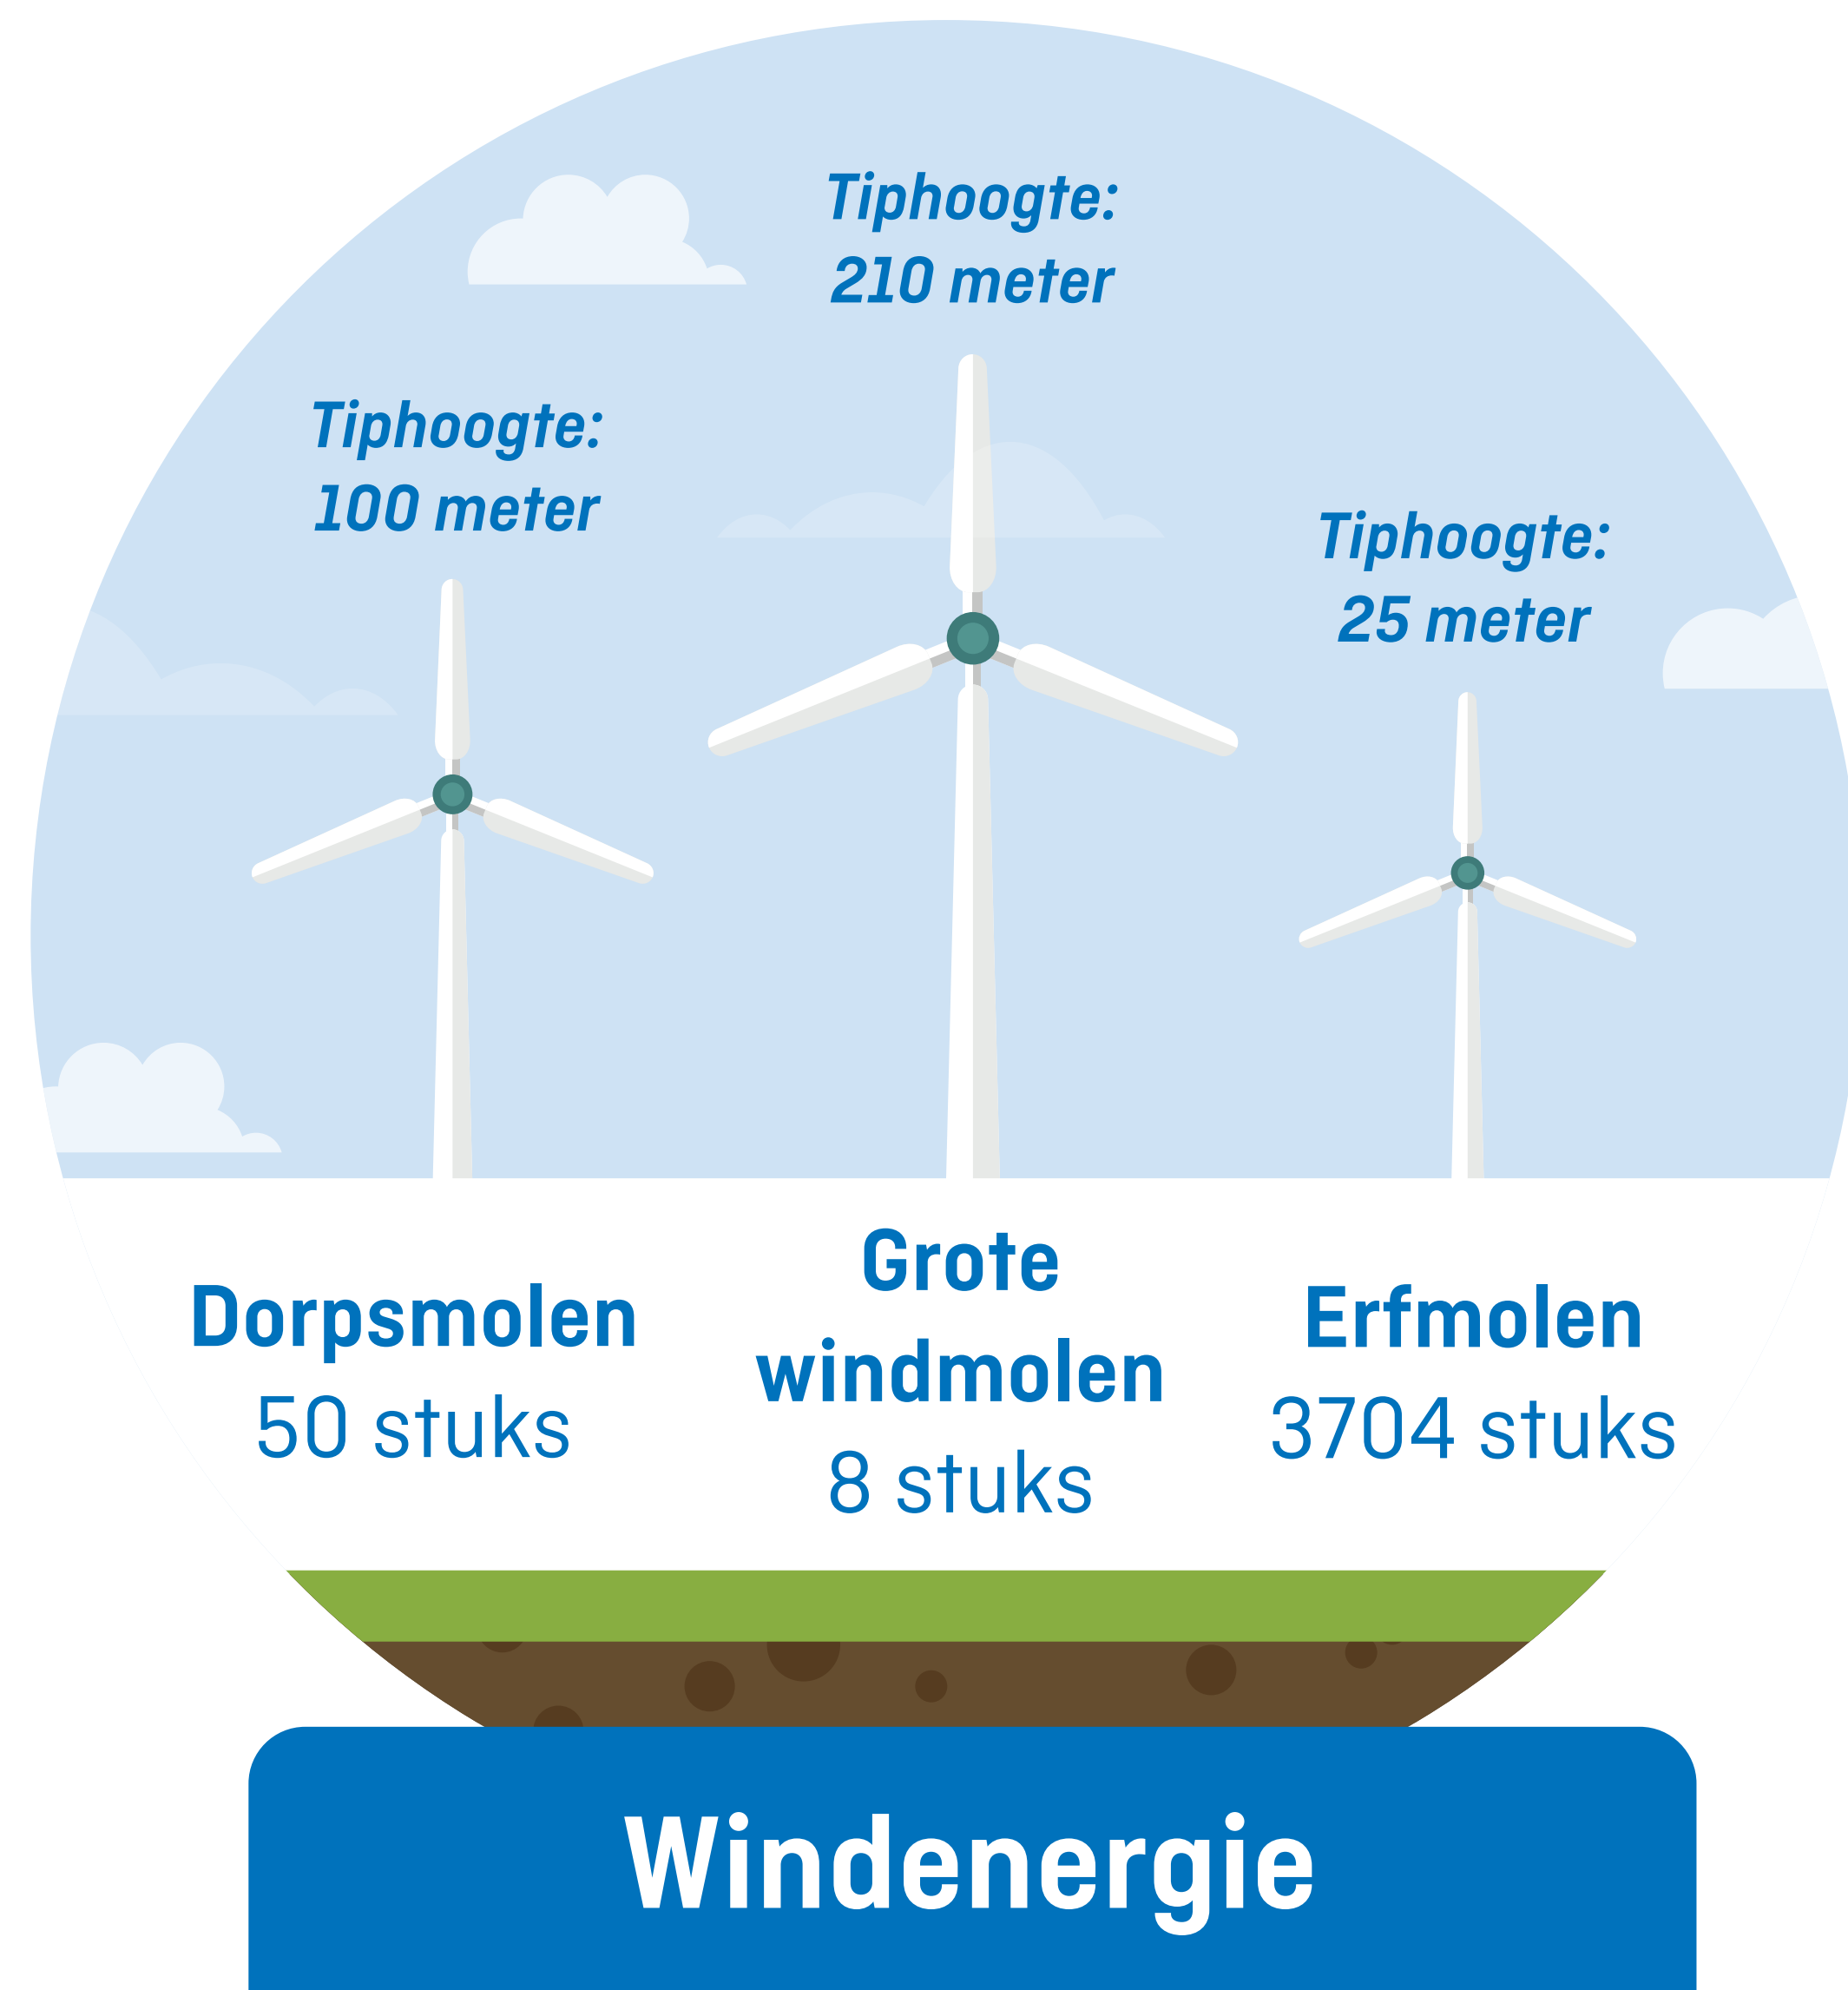 Tiphoogte:
210 meter
Tiphoogte:
100 meter
Tiphoogte:
25 meter
Dorpsmolen
50 stuks
Grote
windmolen
8 stuks
Erfmolen
3704 stuks
Windenergie